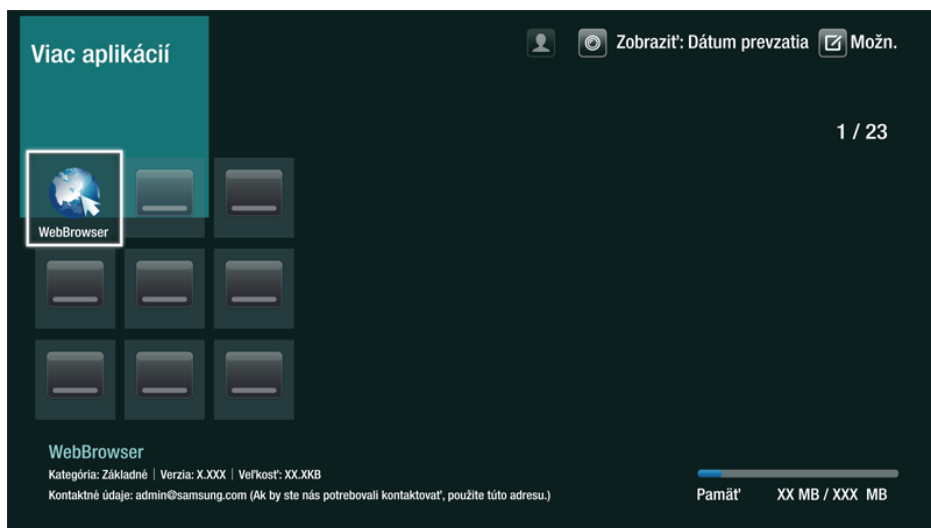 Viac aplikácií
Zobraziť: Dátum prevzatia Možn.
1 / 23
WebBrowser
WebBrowser
Kategória: Základné | Verzia: X.XXX | Veľkosť: XX.XKB
Kontaktné údaje: admin@samsung.com (Ak by ste nás potrebovali kontaktovať, použite túto adresu.)
Pamäť XX MB / XXX MB